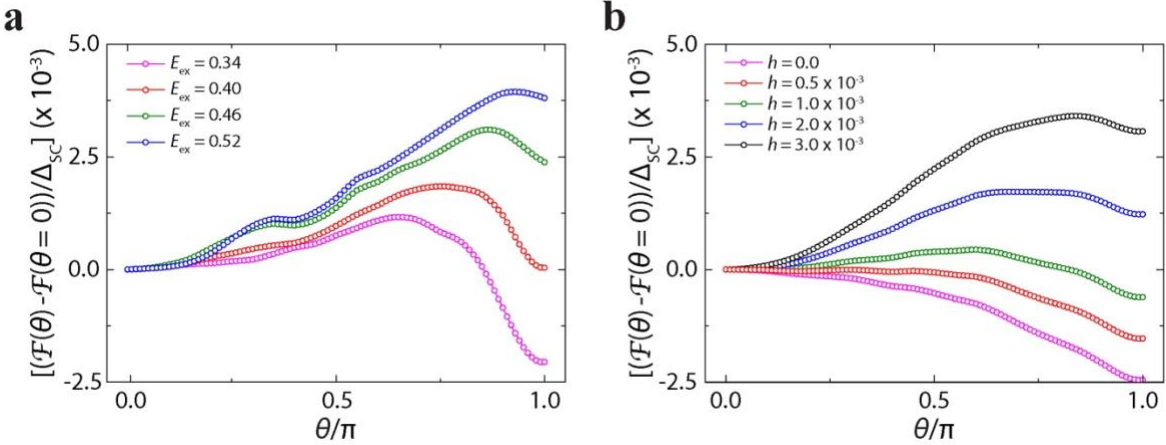 a
5.0
2.5
0.0
-2.5
[(ℱ(θ) -ℱ(θ = 0))/Δ_SC] (x 10⁻³)
E_ex = 0.34
E_ex = 0.40
E_ex = 0.46
E_ex = 0.52
0.0 0.5 1.0
θ/π
b
5.0
2.5
0.0
-2.5
[(ℱ(θ) -ℱ(θ = 0))/Δ_SC] (x 10⁻³)
h = 0.0
h = 0.5 x 10⁻³
h = 1.0 x 10⁻³
h = 2.0 x 10⁻³
h = 3.0 x 10⁻³
0.0 0.5 1.0
θ/π